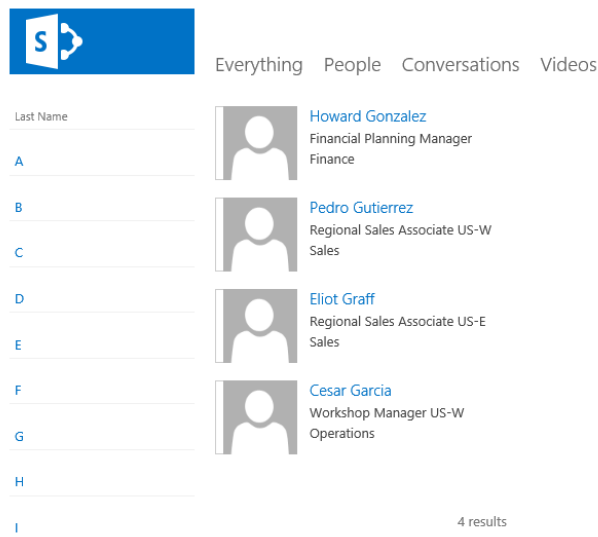 S
Everything People Conversations Videos
Last Name
A
B
C
D
E
F
G
H
I
Howard Gonzalez
Financial Planning Manager
Finance
Pedro Gutierrez
Regional Sales Associate US-W
Sales
Eliot Graff
Regional Sales Associate US-E
Sales
Cesar Garcia
Workshop Manager US-W
Operations
4 results